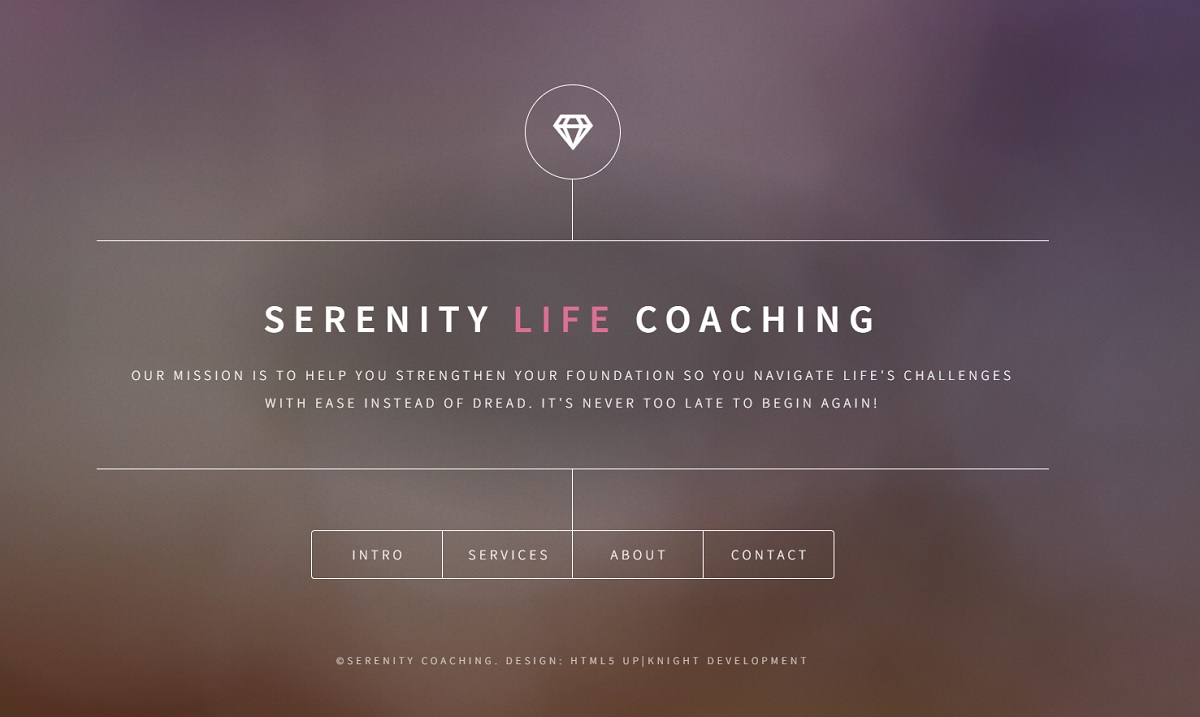 SERENITY LIFE COACHING
OUR MISSION IS TO HELP YOU STRENGTHEN YOUR FOUNDATION SO YOU NAVIGATE LIFE'S CHALLENGES
WITH EASE INSTEAD OF DREAD. IT'S NEVER TOO LATE TO BEGIN AGAIN!
INTRO SERVICES ABOUT CONTACT
©SERENITY COACHING. DESIGN: HTML5 UP|KNIGHT DEVELOPMENT